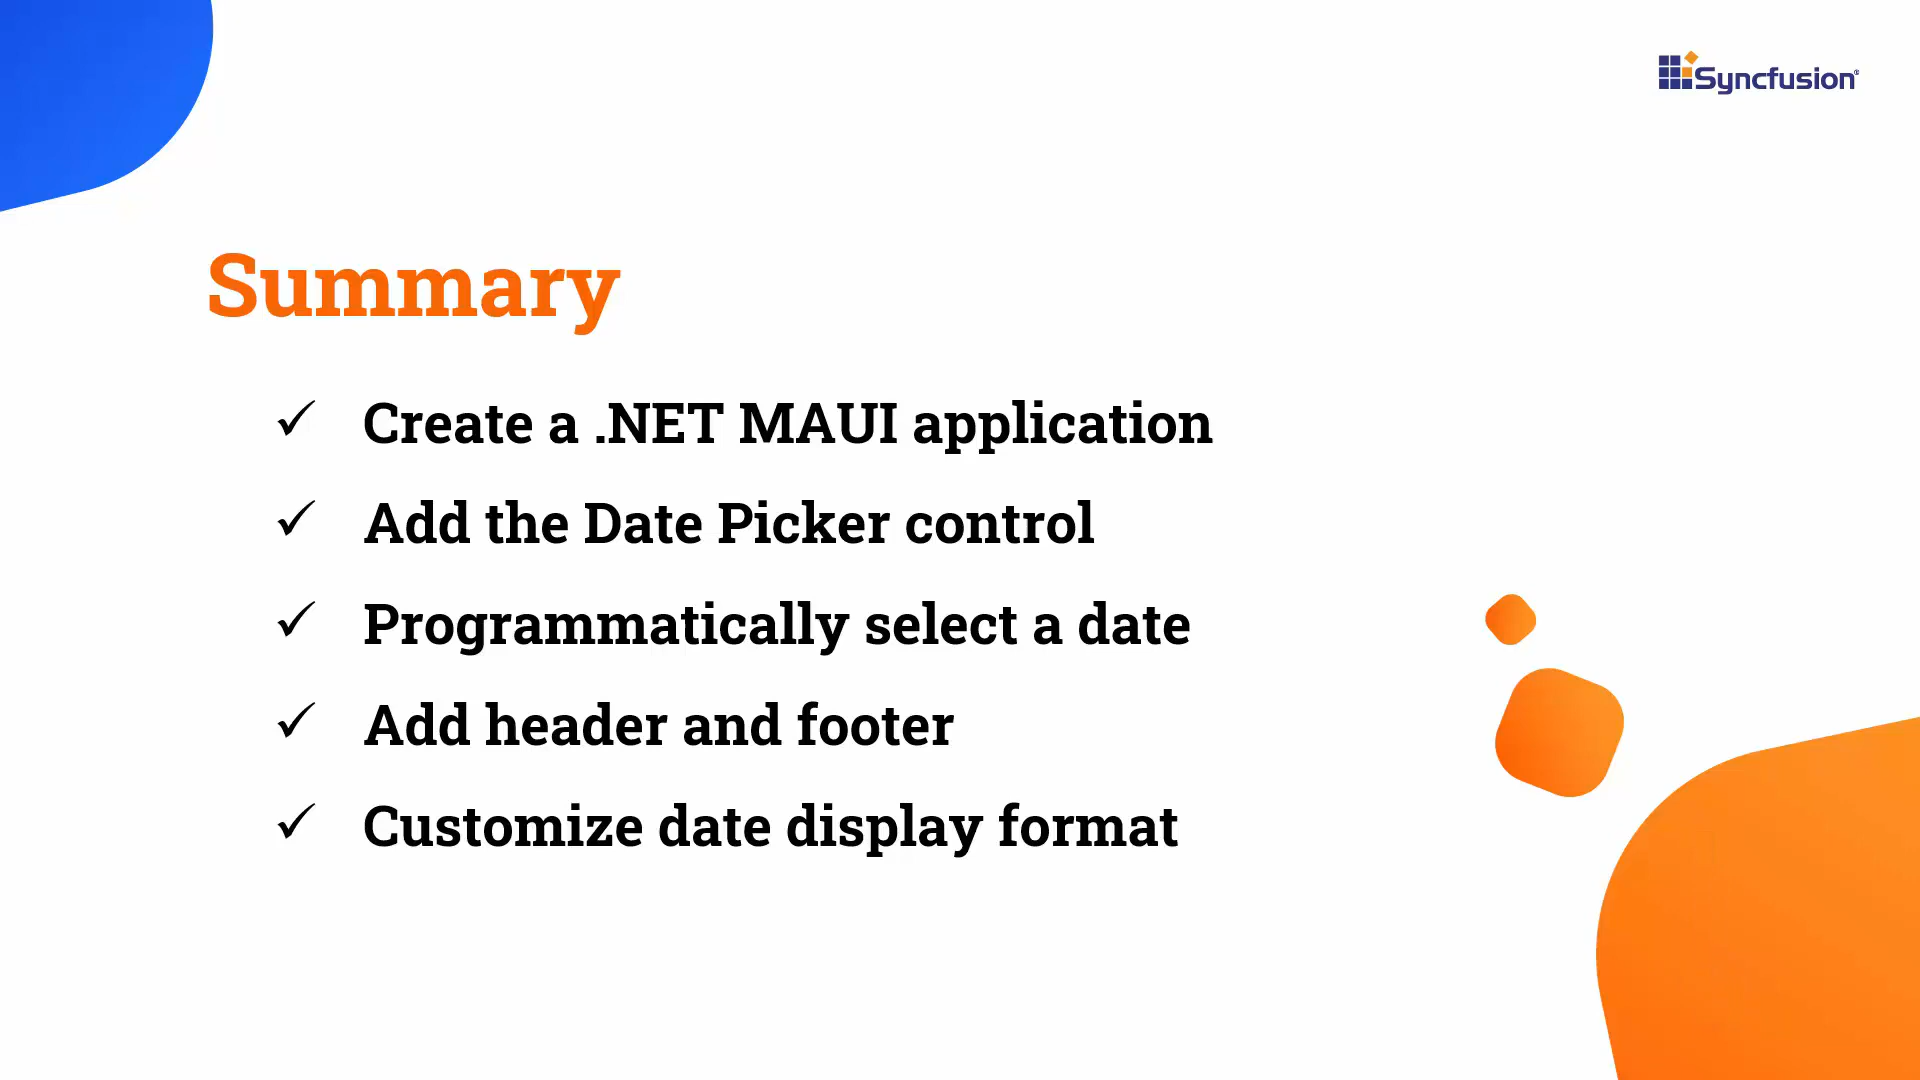 Syncfusion®
Summary
✓ Create a .NET MAUI application
✓ Add the Date Picker control
✓ Programmatically select a date
✓ Add header and footer
✓ Customize date display format